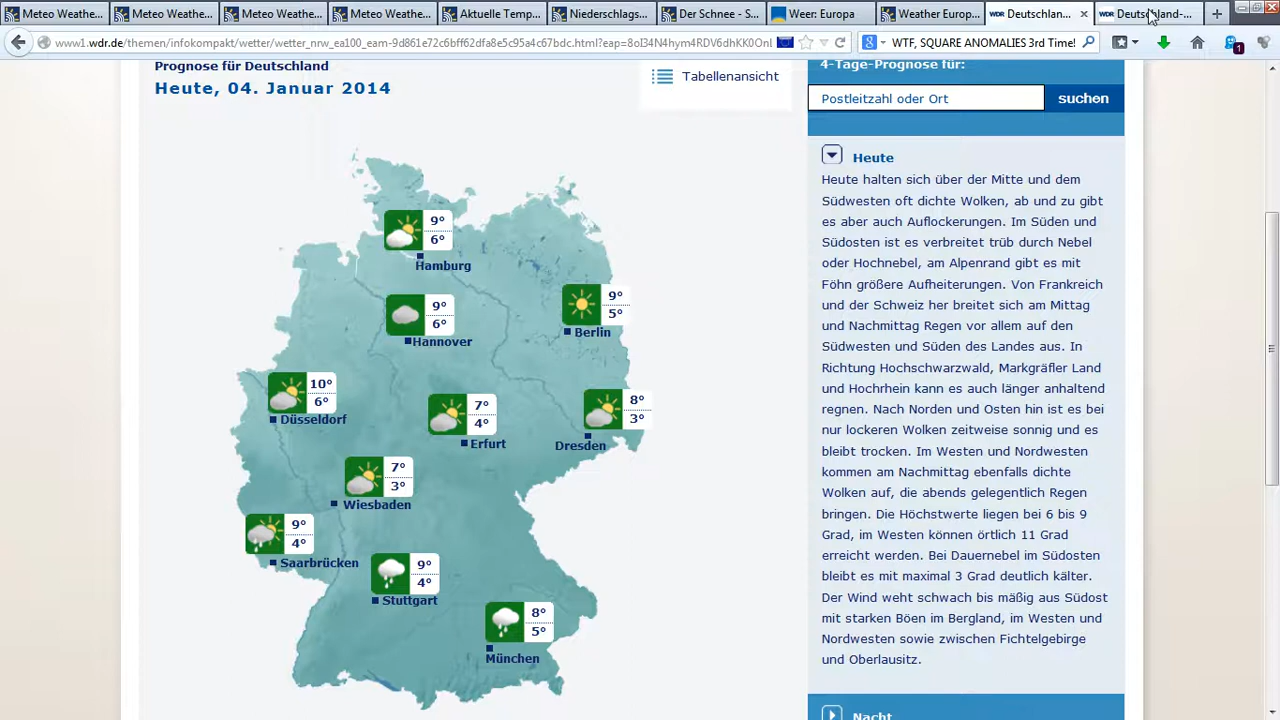 Meteo Weathe...
Meteo Weathe...
Meteo Weathe...
Meteo Weathe...
Aktuelle Temp...
Niederschlags...
Der Schnee - S...
Weer: Europa
Weather Europ...
WDR Deutschlan...
WDR Deutschland-...
www1.wdr.de/themen/infokompakt/wetter/wetter_nrw_ea100_eam-9d861e72c6bff62dfa8e5c95a4c67bdc.html?eap=8oI34N4hym4RDV6dhKK0OnL
WTF, SQUARE ANOMALIES 3rd Time!
1
Prognose für Deutschland
Heute, 04. Januar 2014
Tabellenansicht
9°
6°
Hamburg
9°
6°
Hannover
9°
5°
Berlin
10°
6°
Düsseldorf
7°
4°
Erfurt
8°
3°
Dresden
7°
3°
Wiesbaden
9°
4°
Saarbrücken
9°
4°
Stuttgart
8°
5°
München
4-Tage-Prognose für:
Postleitzahl oder Ort
suchen
Heute
Heute halten sich über der Mitte und dem
Südwesten oft dichte Wolken, ab und zu gibt
es aber auch Auflockerungen. Im Süden und
Südosten ist es verbreitet trüb durch Nebel
oder Hochnebel, am Alpenrand gibt es mit
Föhn größere Aufheiterungen. Von Frankreich
und der Schweiz her breitet sich am Mittag
und Nachmittag Regen vor allem auf den
Südwesten und Süden des Landes aus. In
Richtung Hochschwarzwald, Markgräfler Land
und Hochrhein kann es auch länger anhaltend
regnen. Nach Norden und Osten hin ist es bei
nur lockeren Wolken zeitweise sonnig und es
bleibt trocken. Im Westen und Nordwesten
kommen am Nachmittag ebenfalls dichte
Wolken auf, die abends gelegentlich Regen
bringen. Die Höchstwerte liegen bei 6 bis 9
Grad, im Westen können örtlich 11 Grad
erreicht werden. Bei Dauernebel im Südosten
bleibt es mit maximal 3 Grad deutlich kälter.
Der Wind weht schwach bis mäßig aus Südost
mit starken Böen im Bergland, im Westen und
Nordwesten sowie zwischen Fichtelgebirge
und Oberlausitz.
Nacht